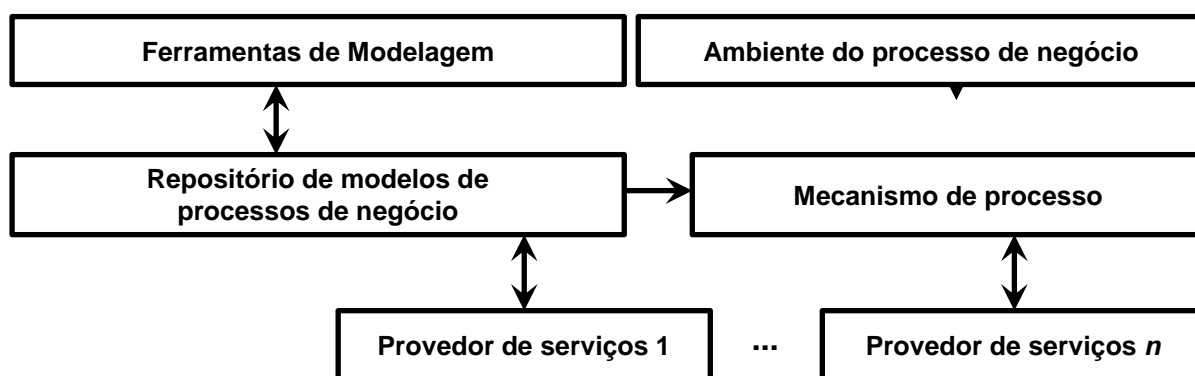 Ferramentas de Modelagem
Ambiente do processo de negócio
Repositório de modelos de
processos de negócio
Mecanismo de processo
Provedor de serviços 1
...
Provedor de serviços n